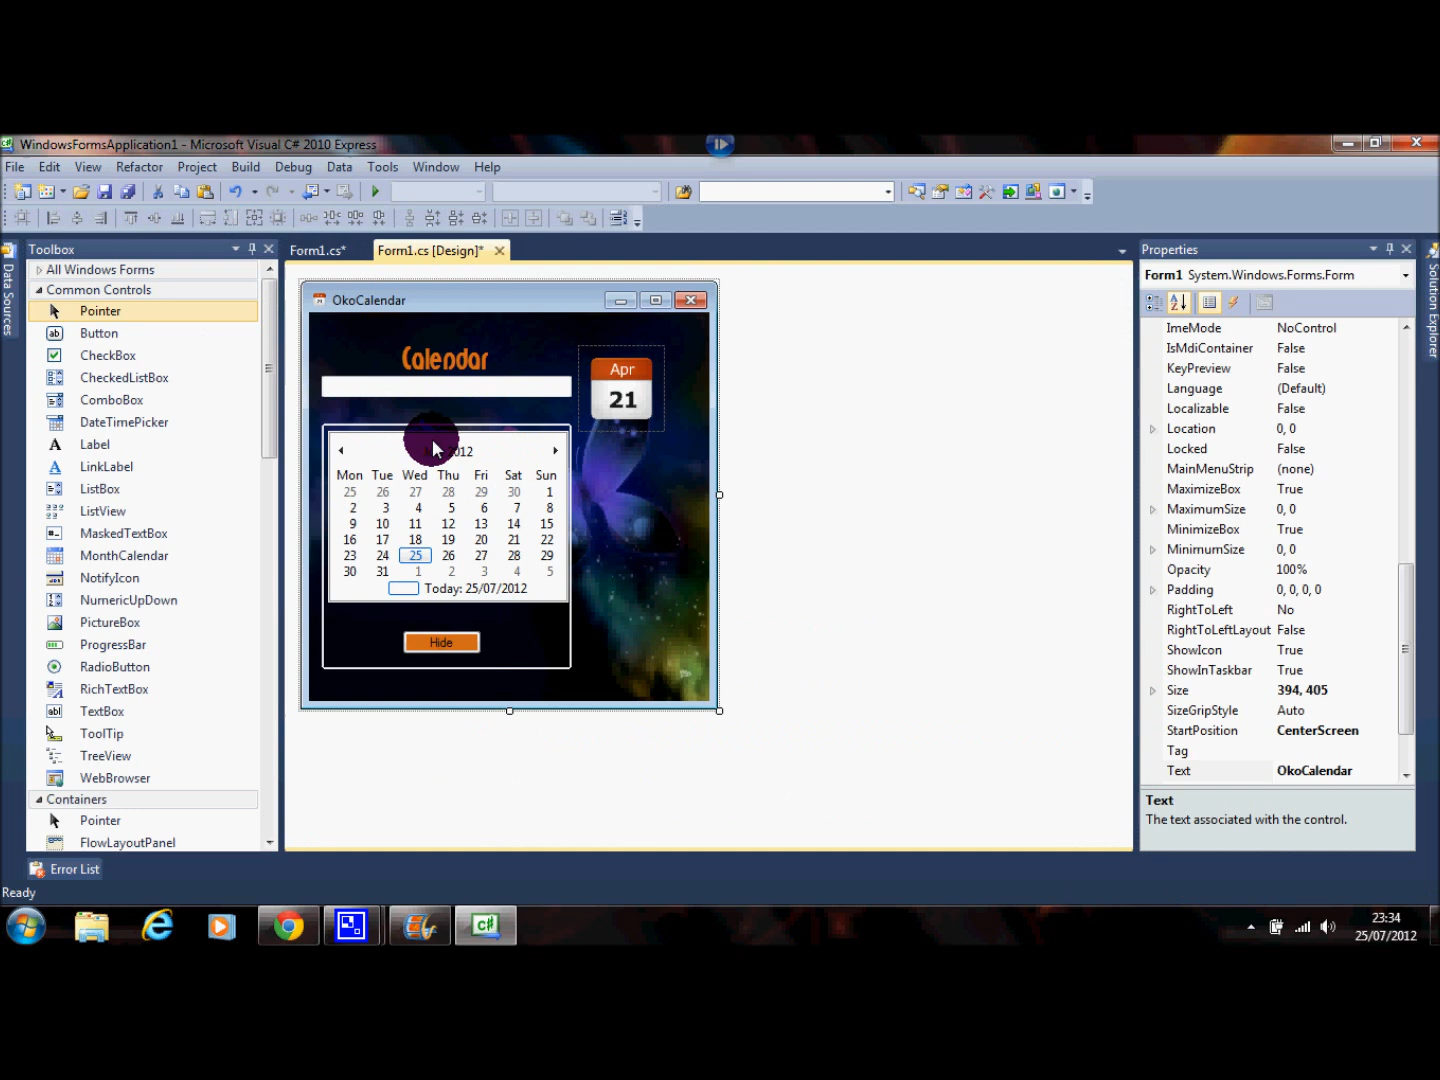 WindowsFormsApplication1 - Microsoft Visual C# 2010 Express
File Edit View Refactor Project Build Debug Data Tools Window Help
Data Sources
Toolbox
All Windows Forms
Common Controls
Pointer
Button
CheckBox
CheckedListBox
ComboBox
DateTimePicker
Label
LinkLabel
ListBox
ListView
MaskedTextBox
MonthCalendar
NotifyIcon
NumericUpDown
PictureBox
ProgressBar
RadioButton
RichTextBox
TextBox
ToolTip
TreeView
WebBrowser
Containers
Pointer
FlowLayoutPanel
Form1.cs* Form1.cs [Design]*
OkoCalendar
Calendar
Apr
21
2012
Mon Tue Wed Thu Fri Sat Sun
25 26 27 28 29 30 1
2 3 4 5 6 7 8
9 10 11 12 13 14 15
16 17 18 19 20 21 22
23 24 25 26 27 28 29
30 31 1 2 3 4 5
Today: 25/07/2012
Hide
Properties
Form1 System.Windows.Forms.Form
ImeMode NoControl
IsMdiContainer False
KeyPreview False
Language (Default)
Localizable False
Location 0, 0
Locked False
MainMenuStrip (none)
MaximizeBox True
MaximumSize 0, 0
MinimizeBox True
MinimumSize 0, 0
Opacity 100%
Padding 0, 0, 0, 0
RightToLeft No
RightToLeftLayout False
ShowIcon True
ShowInTaskbar True
Size 394, 405
SizeGripStyle Auto
StartPosition CenterScreen
Tag
Text OkoCalendar
Text
The text associated with the control.
Solution Explorer
Error List
Ready
23:34
25/07/2012